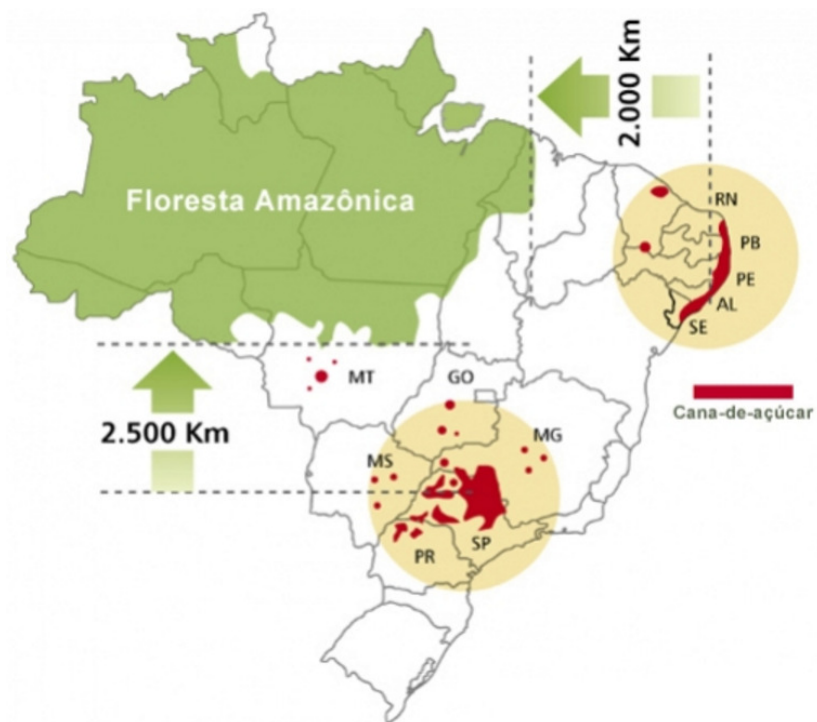 2.000 Km
Floresta Amazônica
RN
PB
PE
AL
SE
MT
GO
Cana-de-açúcar
2.500 Km
MG
MS
SP
PR